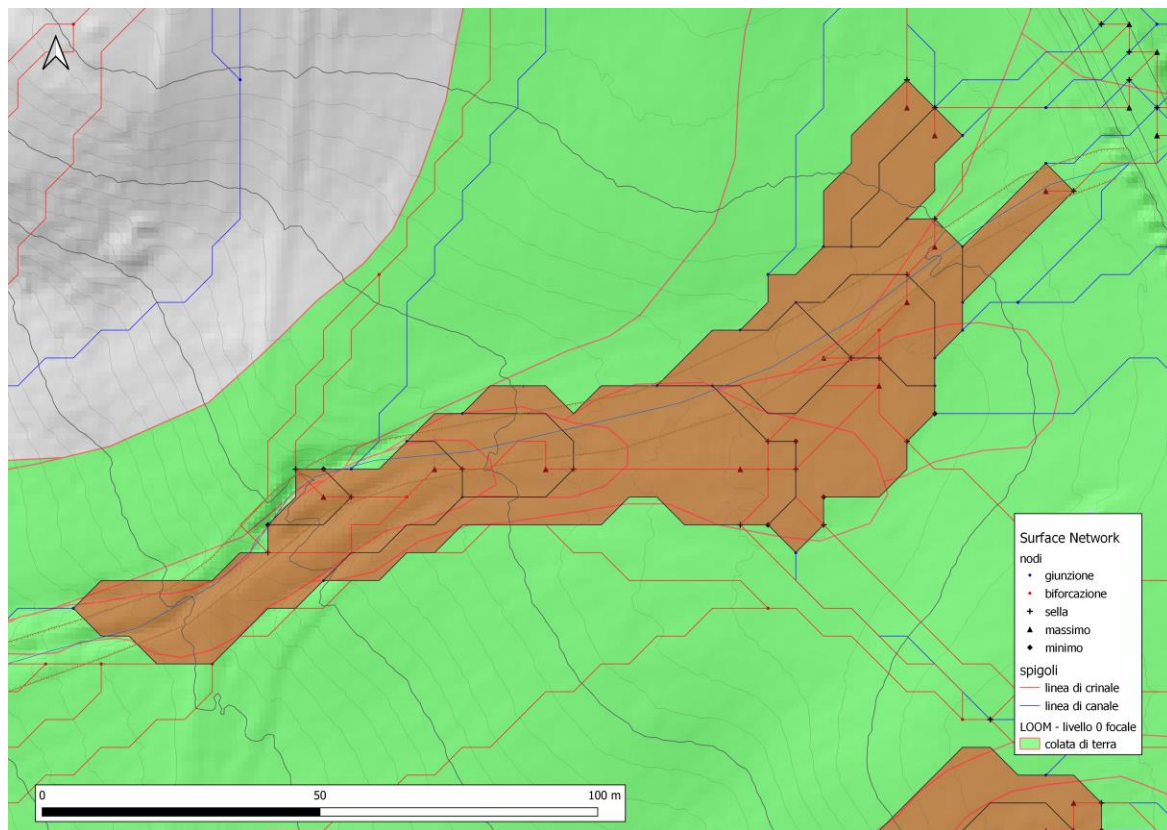 Surface Network
nodi
giunzione
biforcazione
sella
massimo
minimo
spigoli
linea di crinale
linea di canale
LOOM - livello 0 focale
colata di terra
0 50 100 m